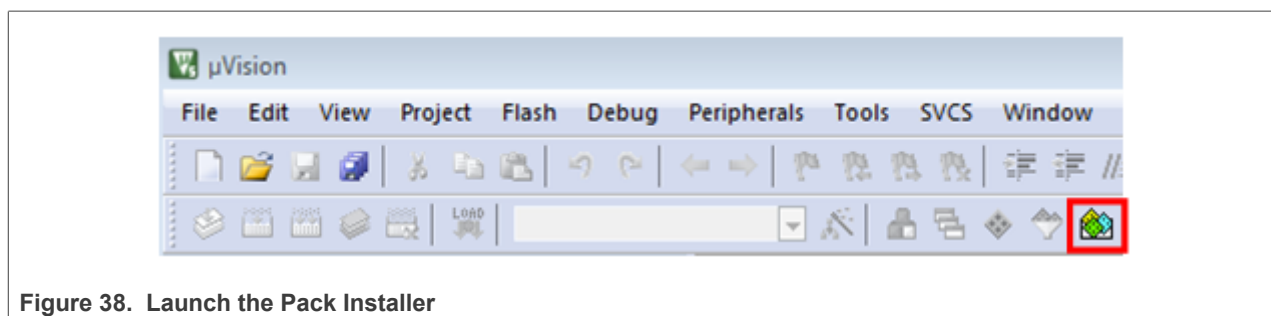 µVision
File Edit View Project Flash Debug Peripherals Tools SVCS Window
LOAD
Figure 38. Launch the Pack Installer